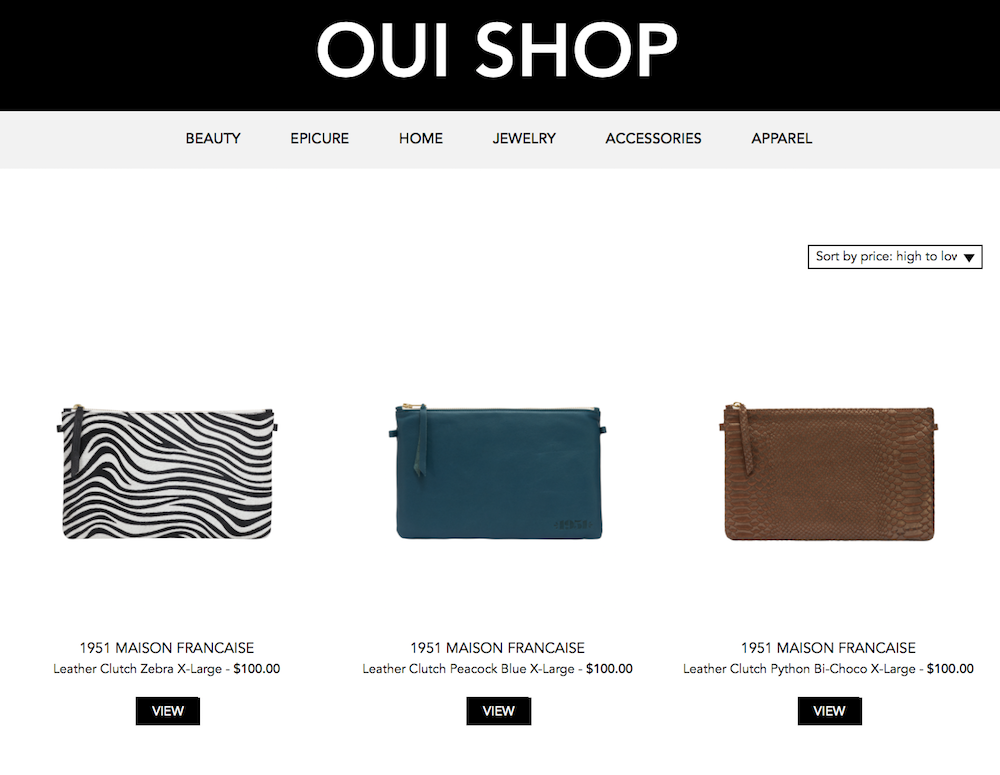 OUI SHOP
BEAUTY EPICURE HOME JEWELRY ACCESSORIES APPAREL
Sort by price: high to lov
1951 MAISON FRANCAISE 1951 MAISON FRANCAISE 1951 MAISON FRANCAISE
Leather Clutch Zebra X-Large - $100.00 Leather Clutch Peacock Blue X-Large - $100.00 Leather Clutch Python Bi-Choco X-Large - $100.00
VIEW VIEW VIEW